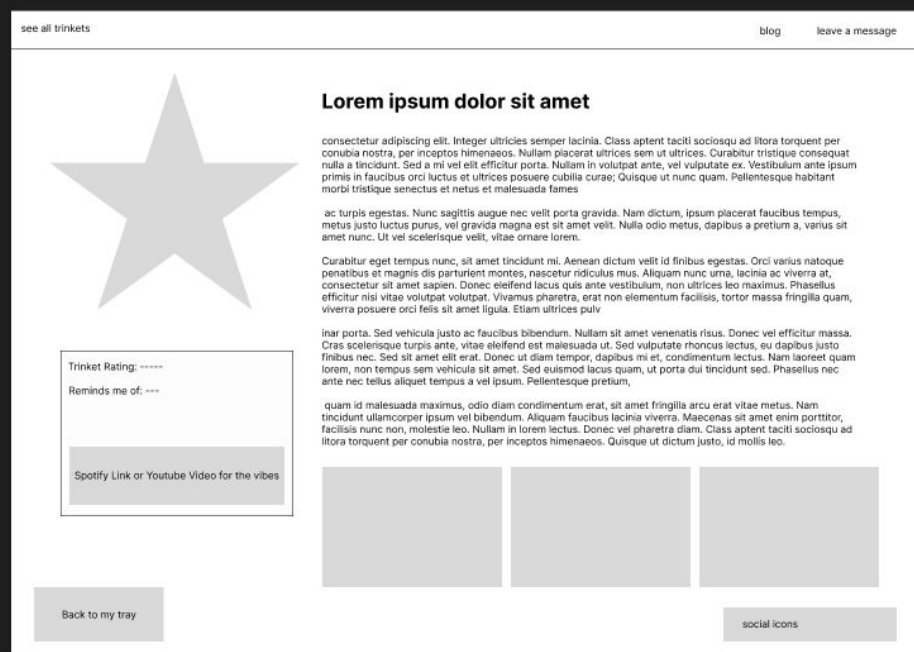 see all trinkets
blog
leave a message
Lorem ipsum dolor sit amet
consectetur adipiscing elit. Integer ultricies semper lacinia. Class aptent taciti sociosqu ad litora torquent per
conubia nostra, per inceptos himenaeos. Nullam placerat ultrices sem ut ultrices. Curabitur tristique consequat
nulla a tincidunt. Sed a mi vel elit efficitur porta. Nullam in volutpat ante, vel vulputate ex. Vestibulum ante ipsum
primis in faucibus orci luctus et ultrices posuere cubilia curae; Quisque ut nunc quam. Pellentesque habitant
morbi tristique senectus et netus et malesuada fames
ac turpis egestas. Nunc sagittis augue nec velit porta gravida. Nam dictum, ipsum placerat faucibus tempus,
metus justo luctus purus, vel gravida magna est sit amet velit. Nulla odio metus, dapibus a pretium a, varius sit
amet nunc. Ut vel scelerisque velit, vitae ornare lorem.
Curabitur eget tempus nunc, sit amet tincidunt mi. Aenean dictum velit id finibus egestas. Orci varius natoque
penatibus et magnis dis parturient montes, nascetur ridiculus mus. Aliquam nunc urna, lacinia ac viverra at,
consectetur sit amet sapien. Donec eleifend lacus quis ante vestibulum, non ultrices leo maximus. Phasellus
efficitur nisi vitae volutpat volutpat. Vivamus pharetra, erat non elementum facilisis, tortor massa fringilla quam,
viverra posuere orci felis sit amet ligula. Etiam ultrices pulv
inar porta. Sed vehicula justo ac faucibus bibendum. Nullam sit amet venenatis risus. Donec vel efficitur massa.
Cras scelerisque turpis ante, vitae eleifend est malesuada ut. Sed vulputate rhoncus lectus, eu dapibus justo
finibus nec. Sed sit amet elit erat. Donec ut diam tempor, dapibus mi et, condimentum lectus. Nam laoreet quam
lorem, non tempus sem vehicula sit amet. Sed euismod lacus quam, ut porta dui tincidunt sed. Phasellus nec
ante nec tellus aliquet tempus a vel ipsum. Pellentesque pretium,
quam id malesuada maximus, odio diam condimentum erat, sit amet fringilla arcu erat vitae metus. Nam
tincidunt ullamcorper ipsum vel bibendum. Aliquam faucibus lacinia viverra. Maecenas sit amet enim porttitor,
facilisis nunc non, molestie leo. Nullam in lorem lectus. Donec vel pharetra diam. Class aptent taciti sociosqu ad
litora torquent per conubia nostra, per inceptos himenaeos. Quisque ut dictum justo, id mollis leo.
Trinket Rating: -----
Reminds me of: ---
Spotify Link or Youtube Video for the vibes
Back to my tray
social icons